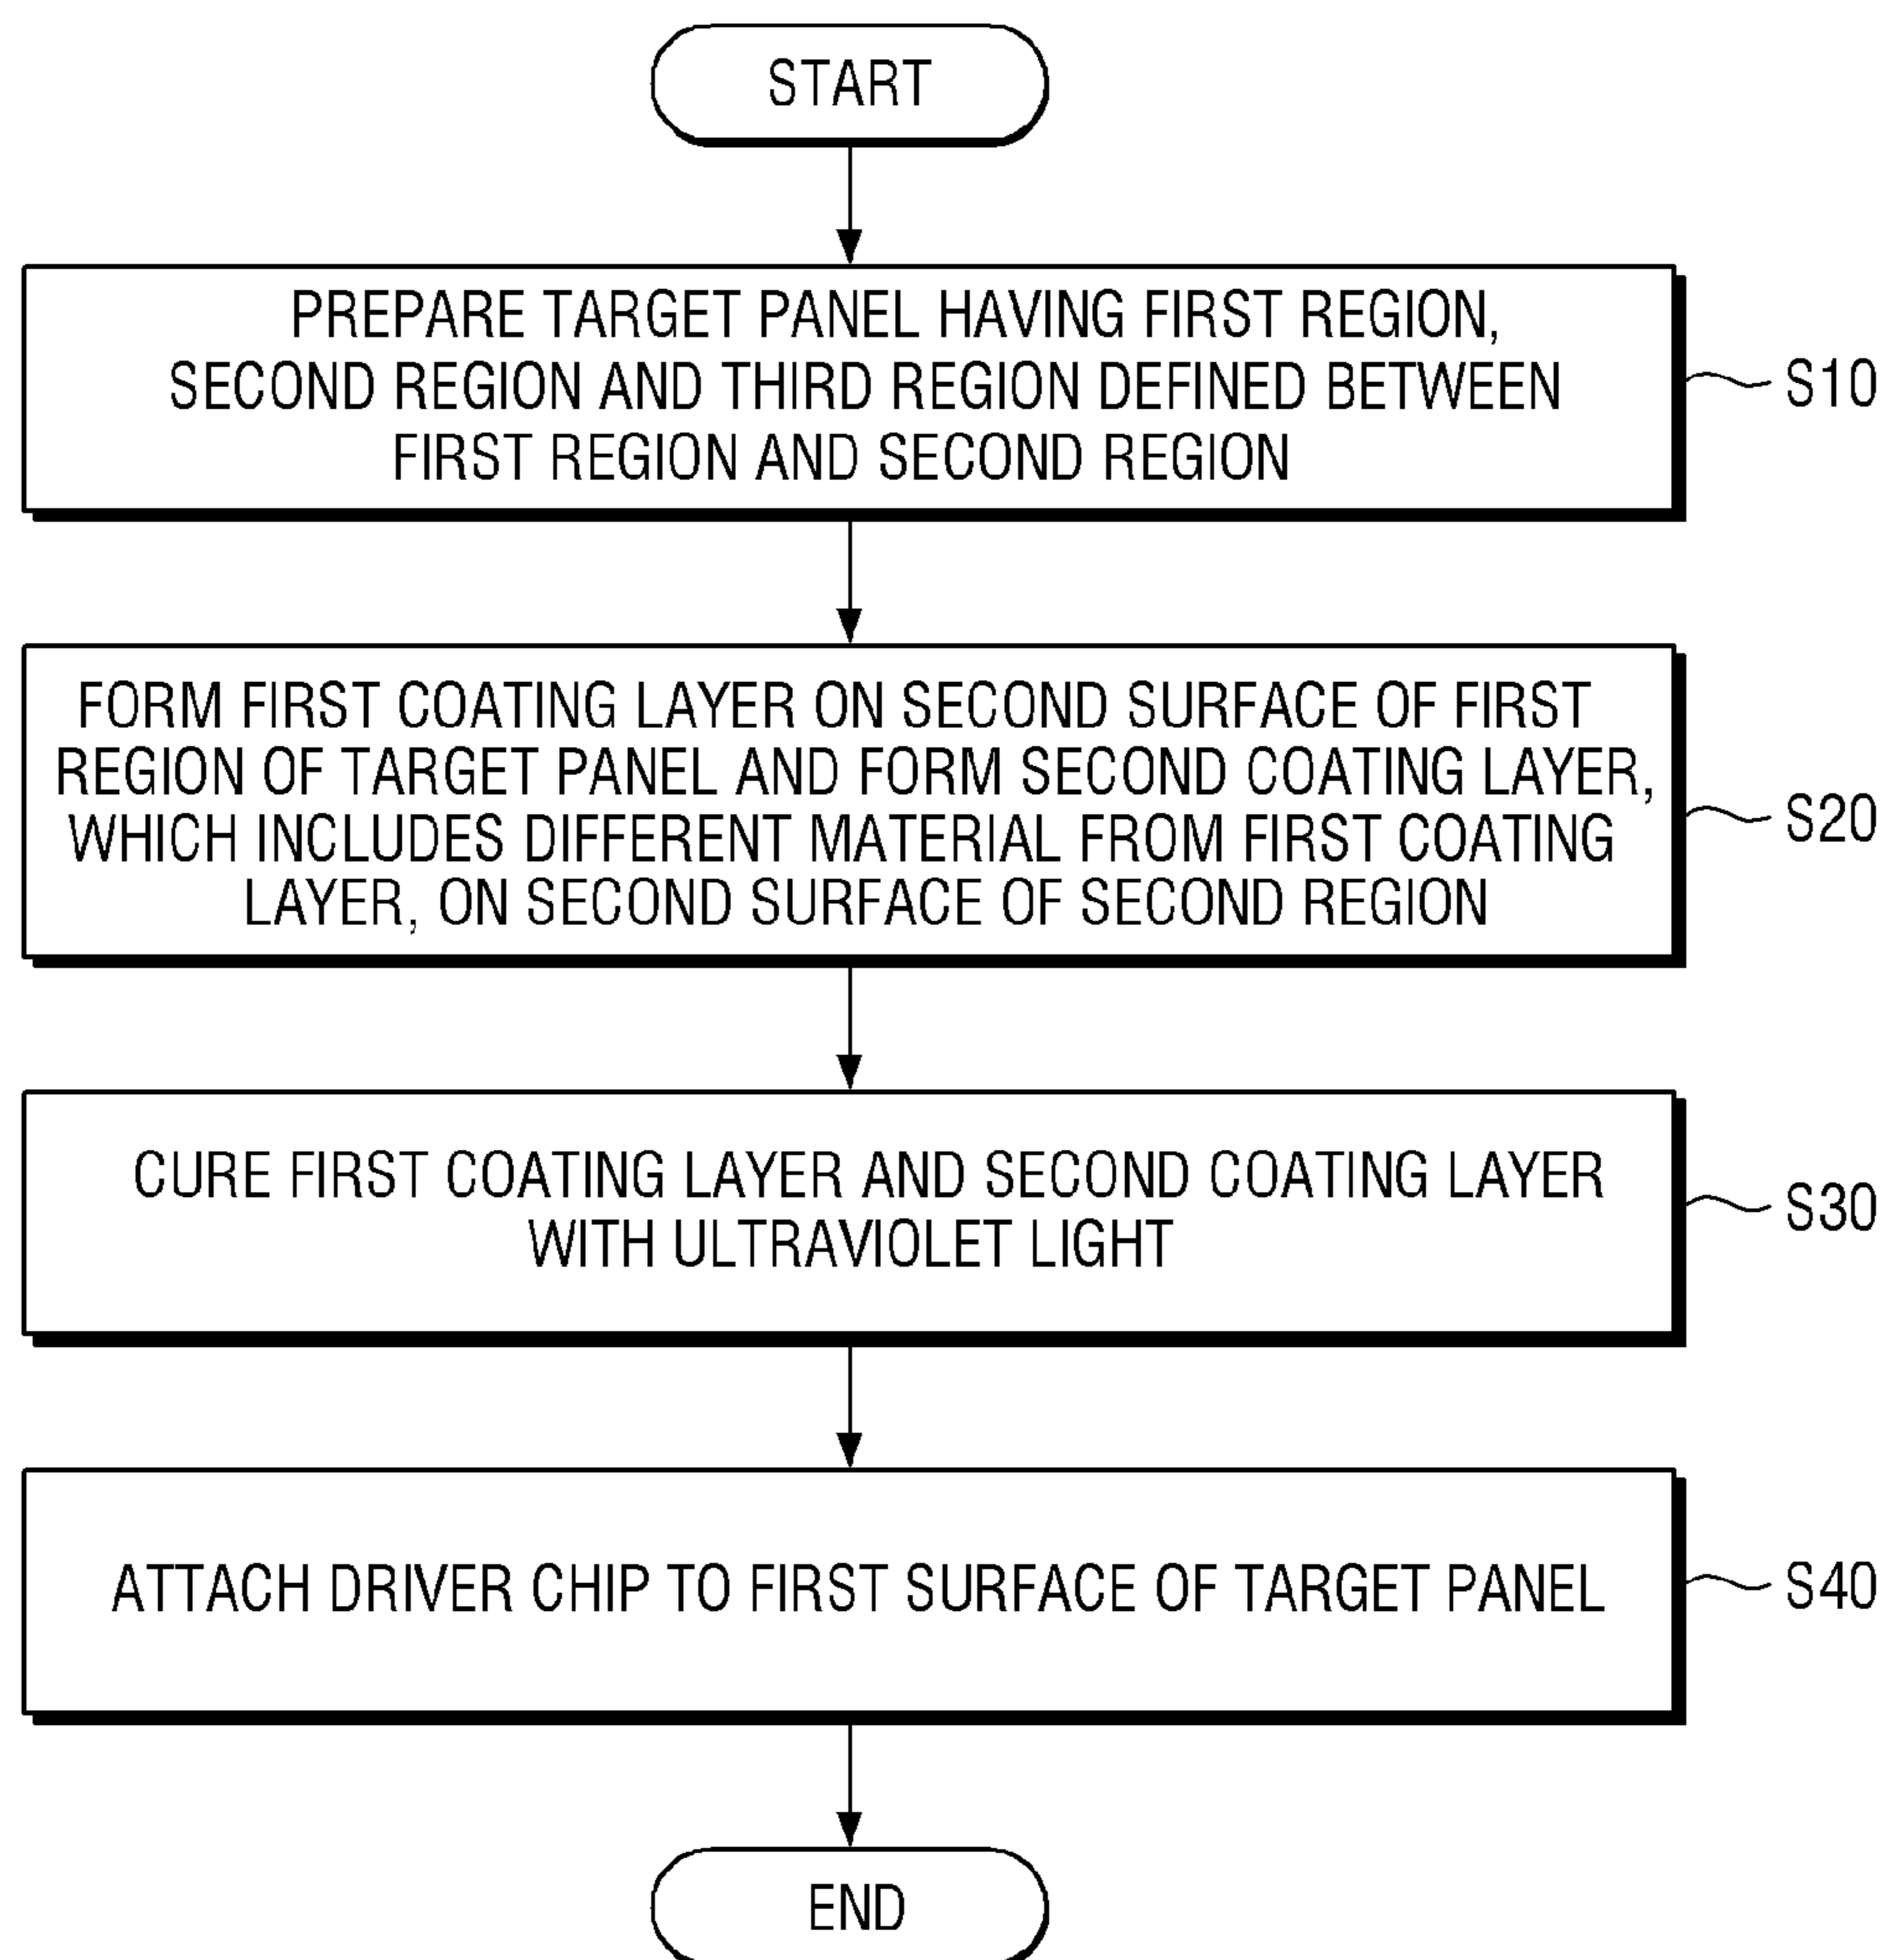 START
PREPARE TARGET PANEL HAVING FIRST REGION,
SECOND REGION AND THIRD REGION DEFINED BETWEEN
FIRST REGION AND SECOND REGION
S10
FORM FIRST COATING LAYER ON SECOND SURFACE OF FIRST
REGION OF TARGET PANEL AND FORM SECOND COATING LAYER,
WHICH INCLUDES DIFFERENT MATERIAL FROM FIRST COATING
LAYER, ON SECOND SURFACE OF SECOND REGION
S20
CURE FIRST COATING LAYER AND SECOND COATING LAYER
WITH ULTRAVIOLET LIGHT
S30
ATTACH DRIVER CHIP TO FIRST SURFACE OF TARGET PANEL
S40
END